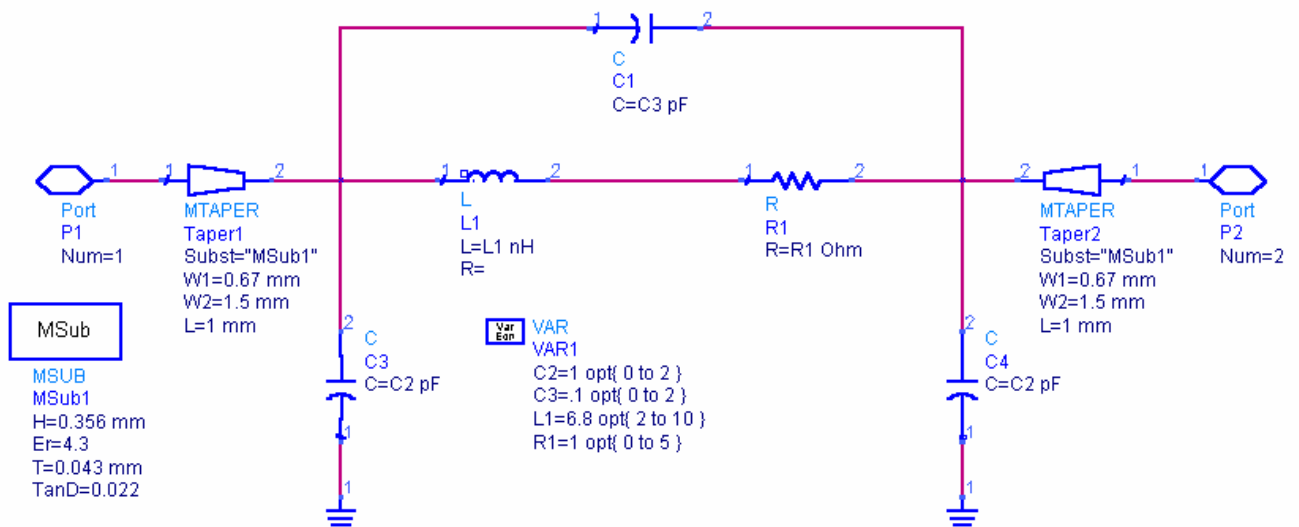 1
2
C
C1
C=C3 pF
1
1
2
1
2
1
2
2
1
1
Port
P1
Num=1
MTAPER
Taper1
Subst="MSub1"
W1=0.67 mm
W2=1.5 mm
L=1 mm
L
L1
L=L1 nH
R=
R
R1
R=R1 Ohm
MTAPER
Taper2
Subst="MSub1"
W1=0.67 mm
W2=1.5 mm
L=1 mm
Port
P2
Num=2
MSub
MSUB
MSub1
H=0.356 mm
Er=4.3
T=0.043 mm
TanD=0.022
2
C
C3
C=C2 pF
1
1
Var
Eqn
VAR
VAR1
C2=1 opt{ 0 to 2 }
C3=.1 opt{ 0 to 2 }
L1=6.8 opt{ 2 to 10 }
R1=1 opt{ 0 to 5 }
2
C
C4
C=C2 pF
1
1